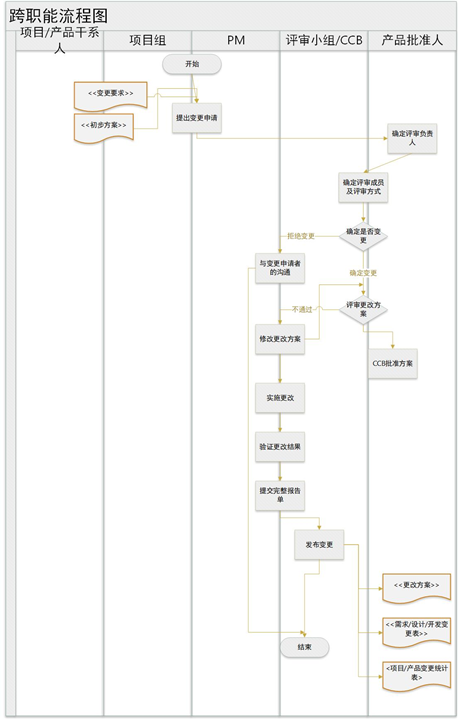 跨职能流程图
项目/产品干系
人
项目组
PM
评审小组/CCB
产品批准人
开始
<<变更要求>>
<<初步方案>>
提出变更申请
确定评审负责
人
确定评审成员
及评审方式
确定是否变
更
拒绝变更
与变更申请者
的沟通
确定变更
评审更改方
案
不通过
修改更改方案
CCB批准方案
实施更改
验证更改结果
提交完整报告
单
发布变更
<<更改方案>>
<<需求/设计/开发变
更表>>
<项目/产品变更统计
表>
结束